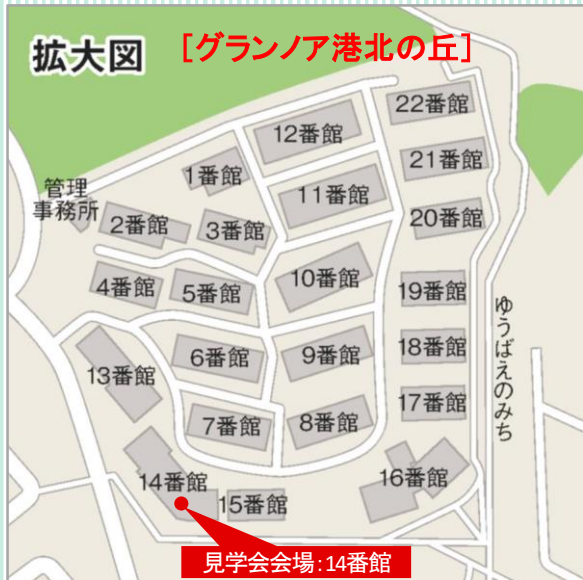 拡大図 [グランノア港北の丘]
22番館
12番館
21番館
1番館
11番館
管理
事務所
2番館
3番館
20番館
4番館
5番館
10番館
19番館
ゆうばえのみち
6番館
9番館
18番館
13番館
7番館
8番館
17番館
14番館
15番館
16番館
見学会会場:14番館